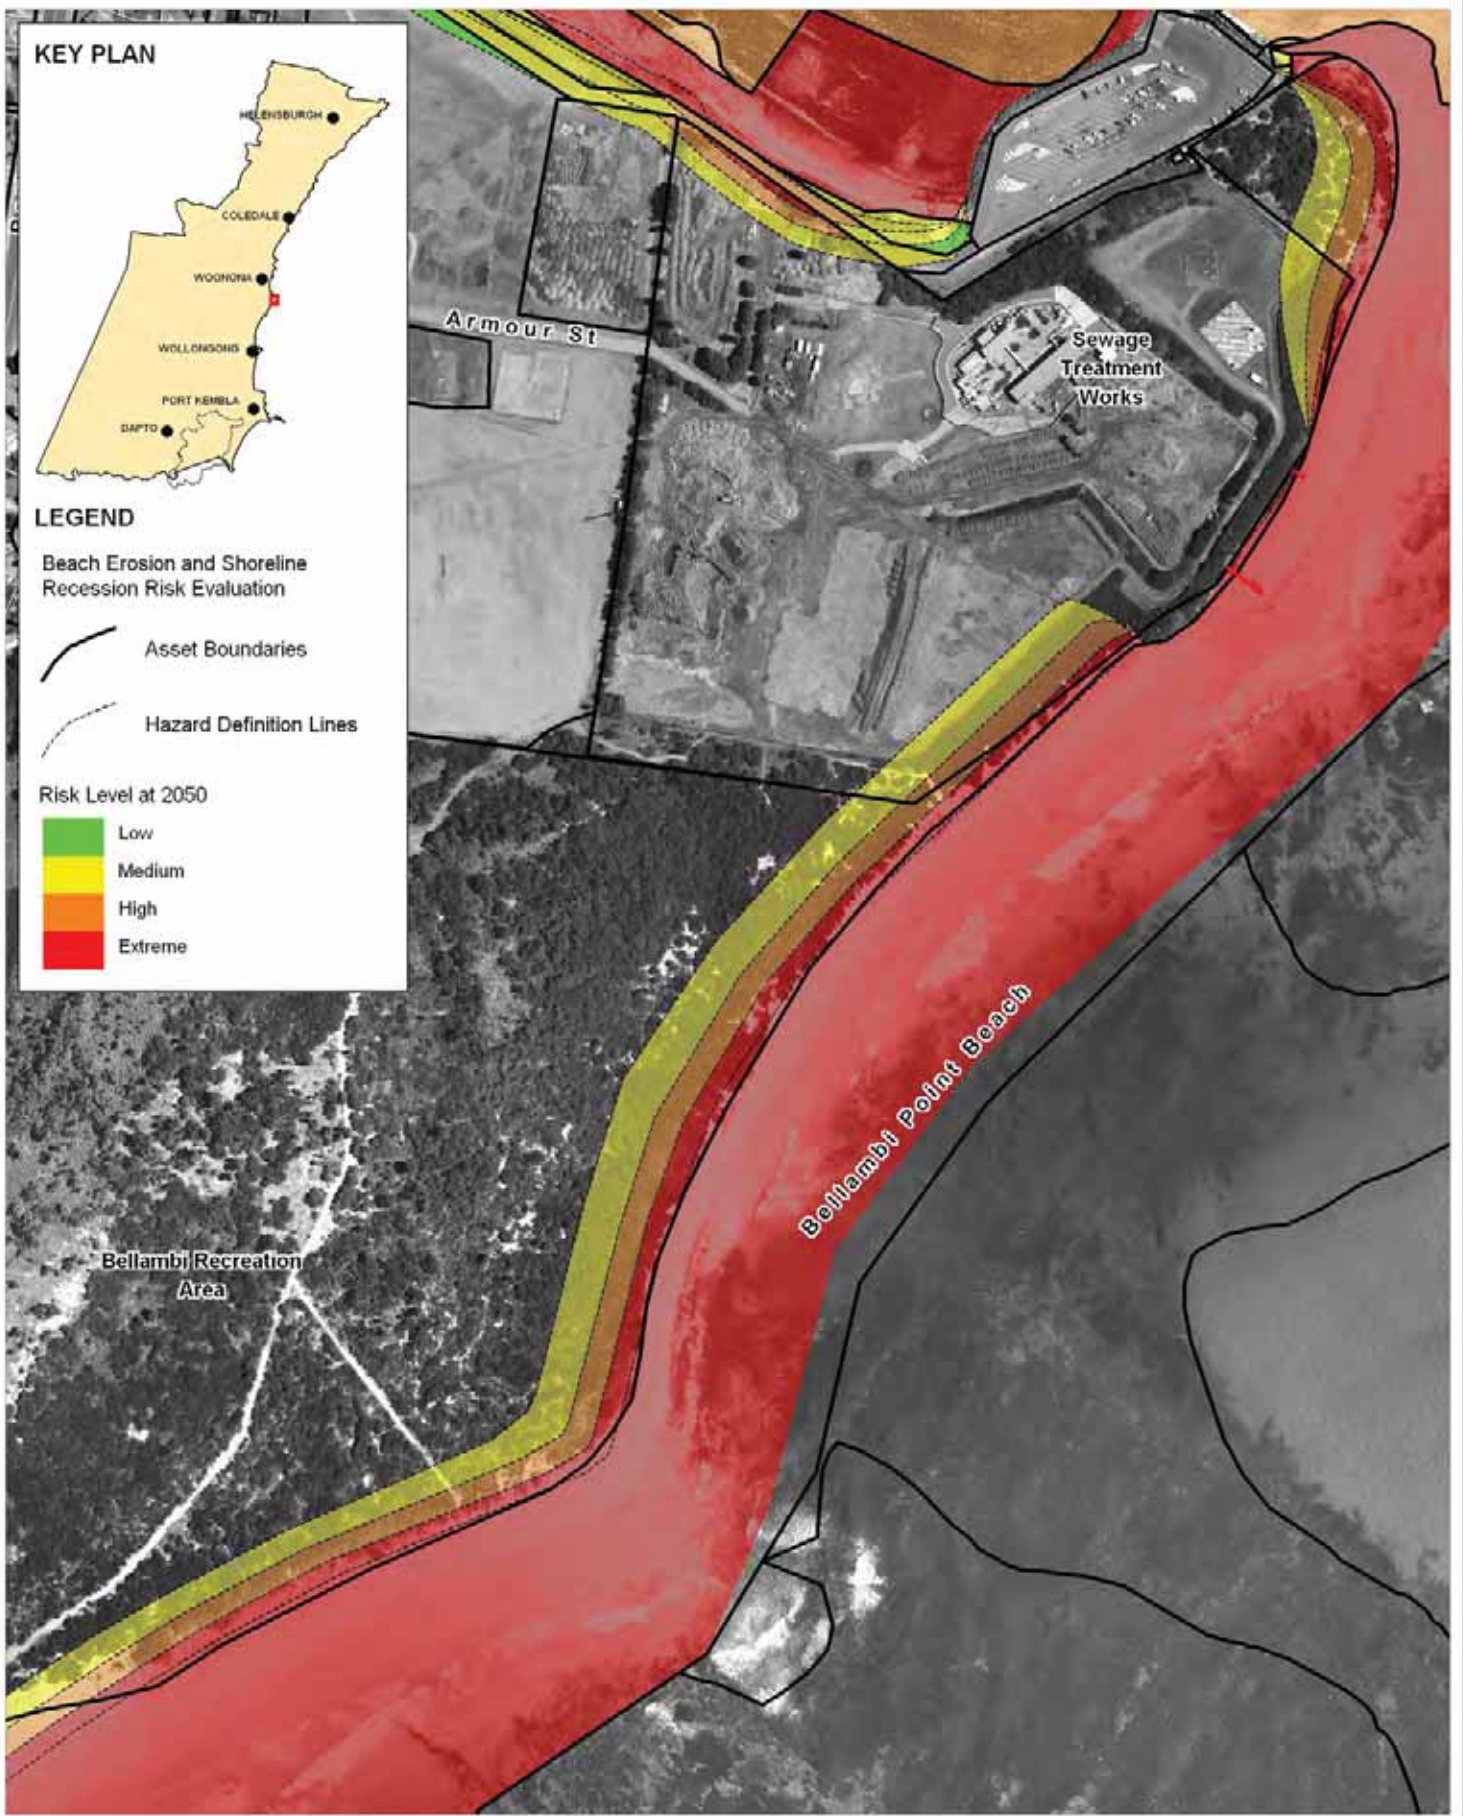 KEY PLAN
HELENSBURGH
COLEDALE
WOONONA
WOLLONGONG
PORT KEMBLA
DAPTO
LEGEND
Beach Erosion and Shoreline
Recession Risk Evaluation
Asset Boundaries
Hazard Definition Lines
Risk Level at 2050
Low
Medium
High
Extreme
Armour St
Sewage
Treatment
Works
Bellambi Point Beach
Bellambi Recreation
Area